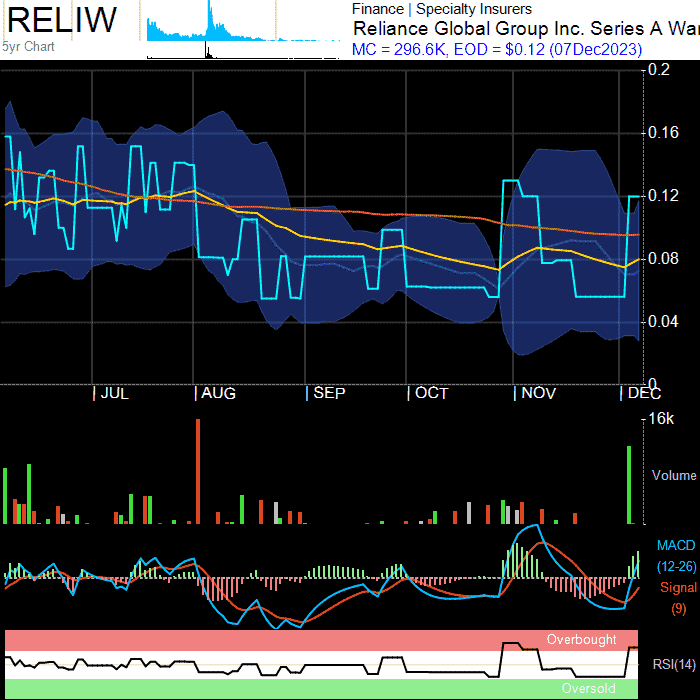 RELIW
5yr Chart
Finance | Specialty Insurers
Reliance Global Group Inc. Series A War
MC = 296.6K, EOD = $0.12 (07Dec2023)
0.2
0.16
0.12
0.08
0.04
0
JUL
AUG
SEP
OCT
NOV
DEC
16k
Volume
MACD
(12-26)
Signal
(9)
Overbought
RSI(14)
Oversold